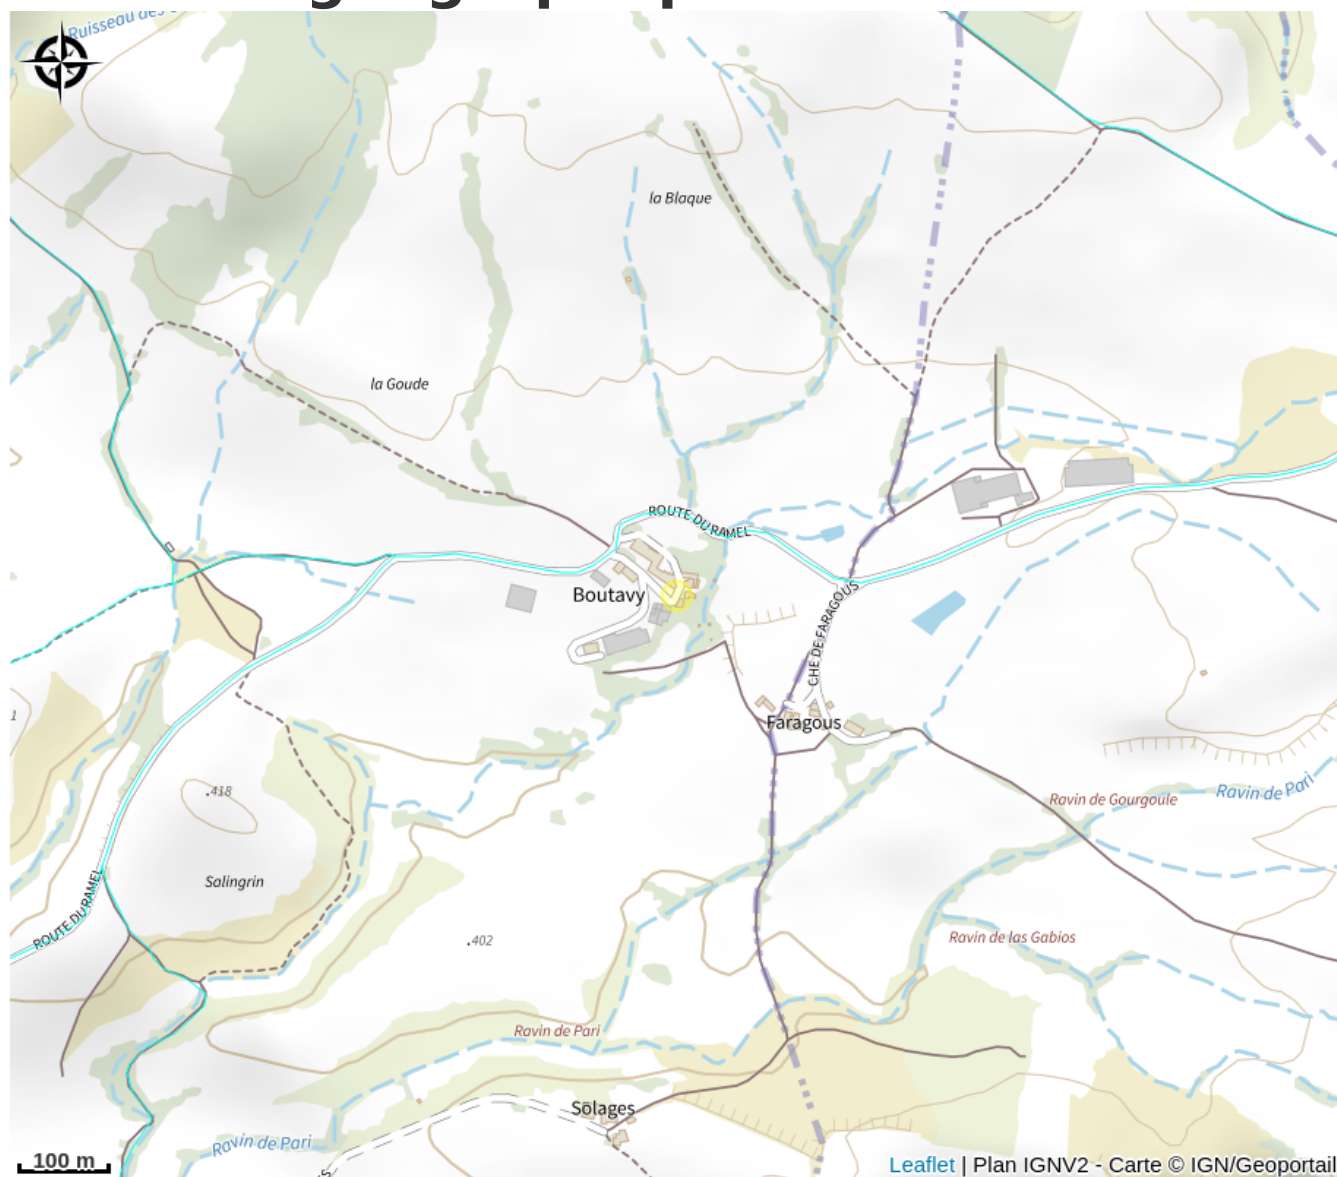 Ruisseau des
la Blaque
la Goude
ROUTE DU RAMEL
Boutavy
CHE DE FARAGOUS
Faragous
1
.418
Ravin de Gourgoule
Ravin de Pari
Salingrin
ROUTE DU RAMEL
.402
Ravin de las Gabios
Ravin de Pari
Solages
Ravin de Pari
100 m
Leaflet | Plan IGNV2 - Carte © IGN/Geoportail